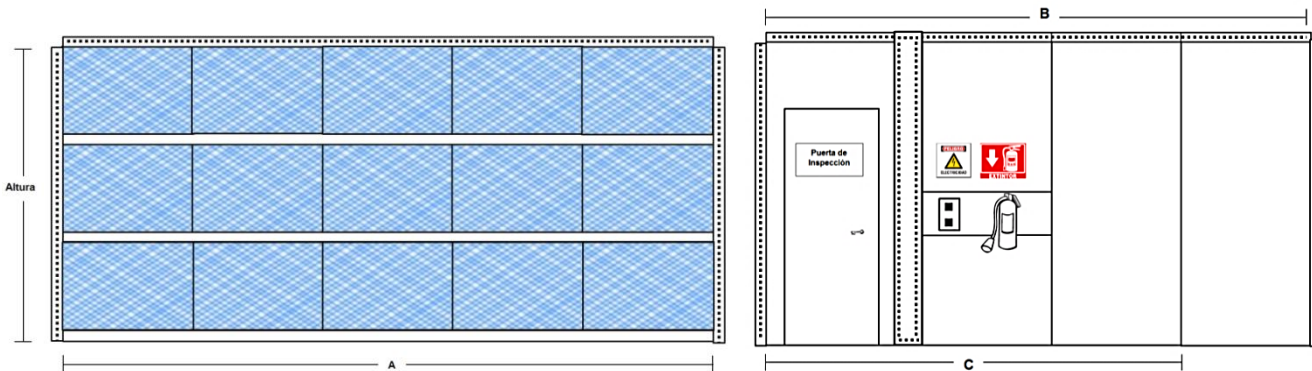 B
Altura
Puerta de
Inspección
PELIGRO
ELECTRICIDAD
EXTINTOR
A
C